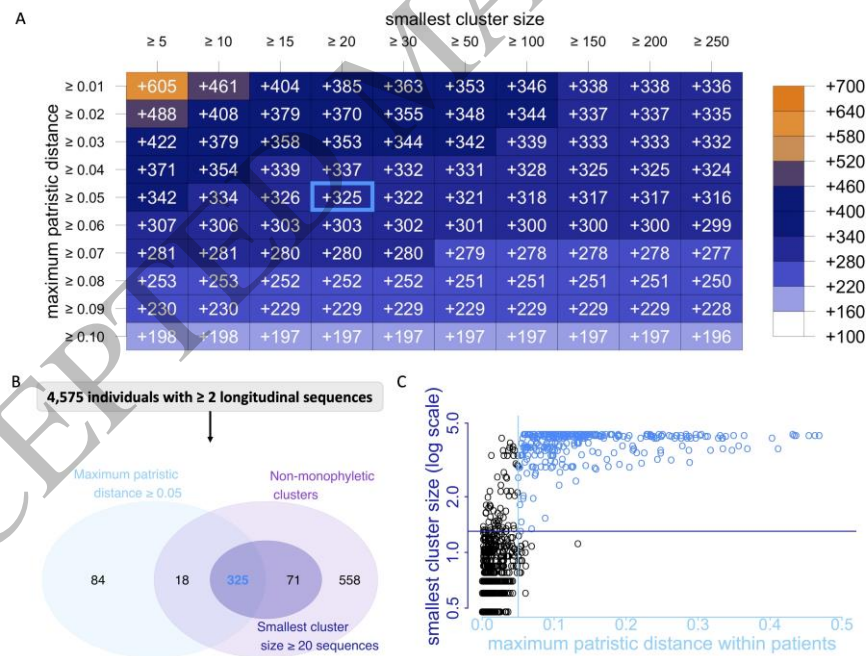 A
smallest cluster size
≥ 5 ≥ 10 ≥ 15 ≥ 20 ≥ 30 ≥ 50 ≥ 100 ≥ 150 ≥ 200 ≥ 250
maximum patristic distance
≥ 0.01 +605 +461 +404 +385 +363 +353 +346 +338 +338 +336
≥ 0.02 +488 +408 +379 +370 +355 +348 +344 +337 +337 +335
≥ 0.03 +422 +379 +358 +353 +344 +342 +339 +333 +333 +332
≥ 0.04 +371 +354 +339 +337 +332 +331 +328 +325 +325 +324
≥ 0.05 +342 +334 +326 +325 +322 +321 +318 +317 +317 +316
≥ 0.06 +307 +306 +303 +303 +302 +301 +300 +300 +300 +299
≥ 0.07 +281 +281 +280 +280 +280 +279 +278 +278 +278 +277
≥ 0.08 +253 +253 +252 +252 +252 +251 +251 +251 +251 +250
≥ 0.09 +230 +230 +229 +229 +229 +229 +229 +229 +229 +228
≥ 0.10 +198 +198 +197 +197 +197 +197 +197 +197 +197 +196
+700
+640
+580
+520
+460
+400
+340
+280
+220
+160
+100
B
4,575 individuals with ≥ 2 longitudinal sequences
Maximum patristic
distance ≥ 0.05
Non-monophyletic
clusters
84 18 325 71 558
Smallest cluster
size ≥ 20 sequences
C
smallest cluster size (log scale)
5.0
2.0
1.0
0.5
0.0 0.1 0.2 0.3 0.4 0.5
maximum patristic distance within patients
CEPTED MA